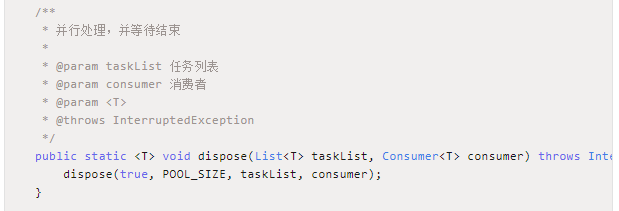 /**
* 并行处理，并等待结束
*
* @param taskList 任务列表
* @param consumer 消费者
* @param <T>
* @throws InterruptedException
*/
public static <T> void dispose(List<T> taskList, Consumer<T> consumer) throws Inte
dispose(true, POOL_SIZE, taskList, consumer);
}